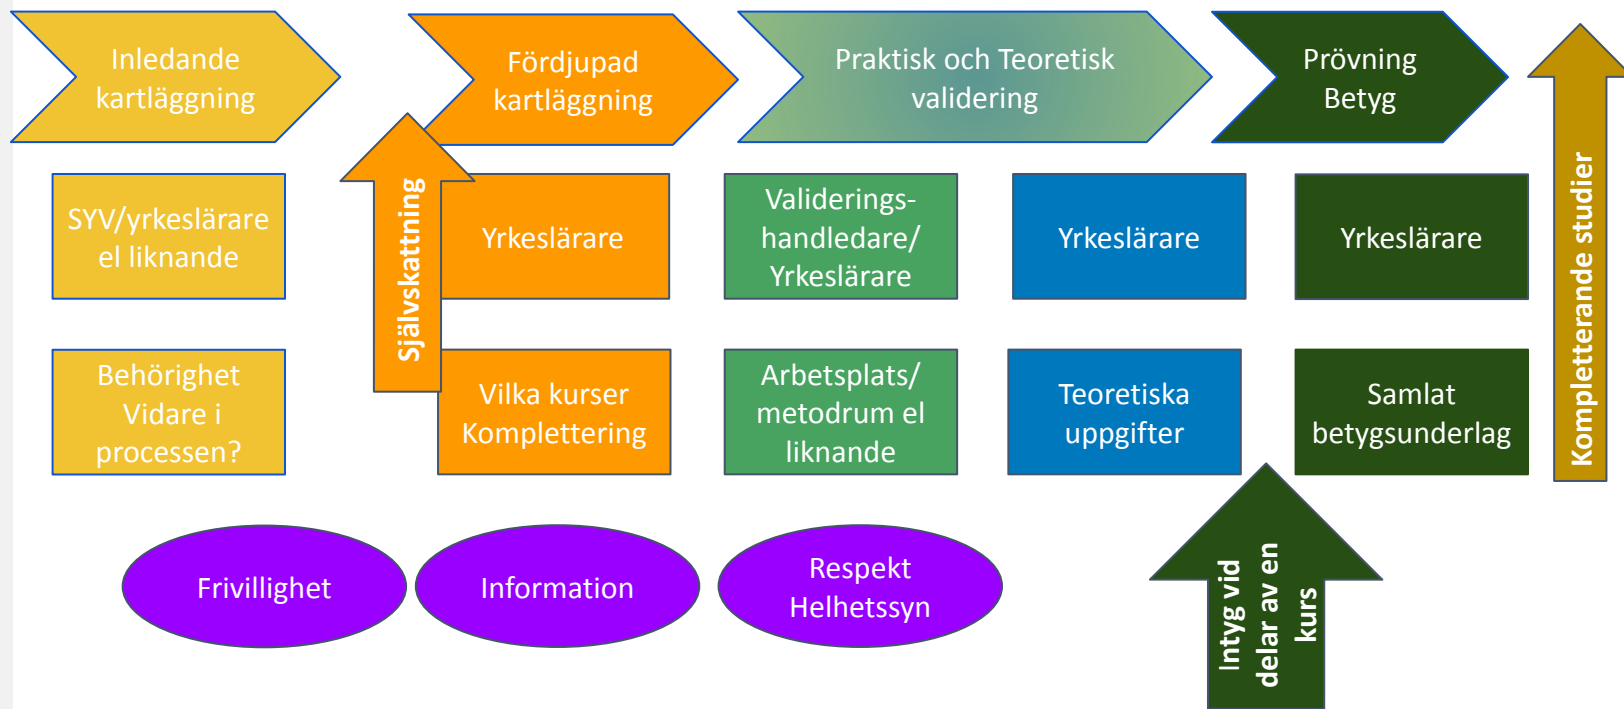 Inledande
kartläggning
Fördjupad
kartläggning
Praktisk och Teoretisk
validering
Prövning
Betyg
SYV/yrkeslärare
el liknande
Självskattning
Yrkeslärare
Validerings-
handledare/
Yrkeslärare
Yrkeslärare
Yrkeslärare
Kompletterande studier
Behörighet
Vidare i
processen?
Vilka kurser
Komplettering
Arbetsplats/
metodrum el
liknande
Teoretiska
uppgifter
Samlat
betygsunderlag
Frivillighet
Information
Respekt
Helhetssyn
Intyg vid
delar av en
kurs